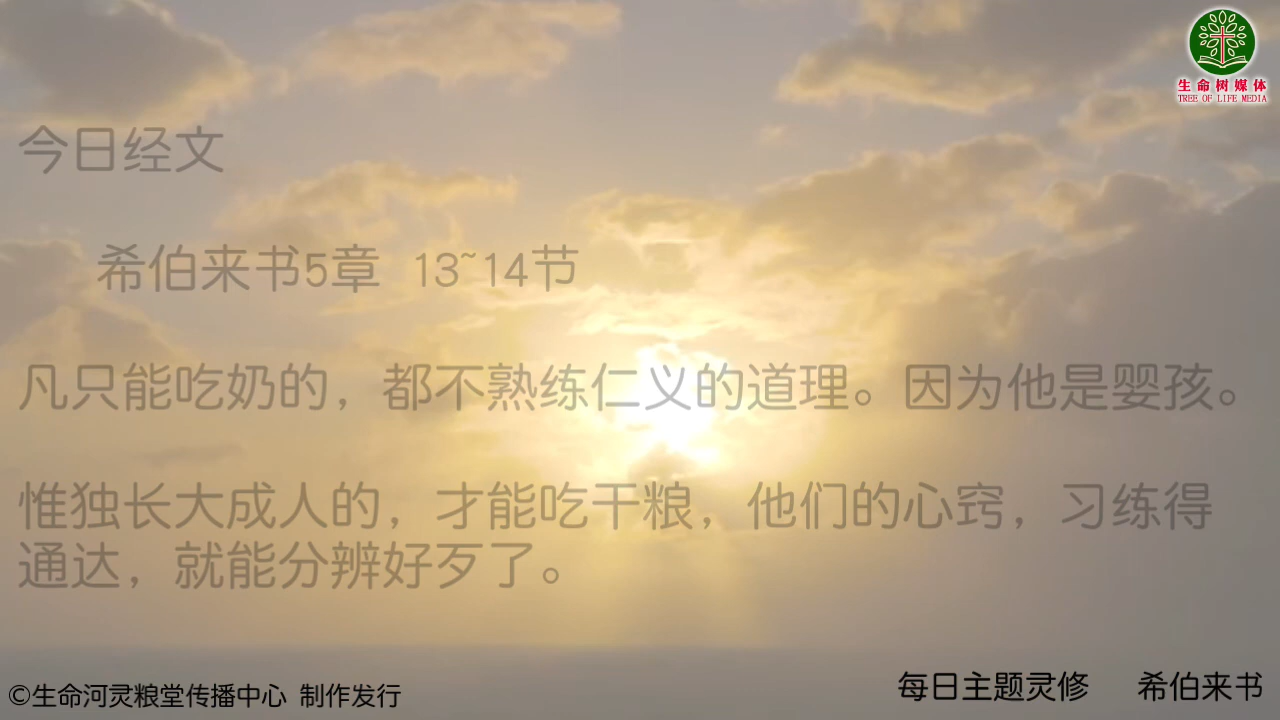 生命树媒体
TREE OF LIFE MEDIA
今日经文
希伯来书5章 13~14节
凡只能吃奶的，都不熟练仁义的道理。因为他是婴孩。
惟独长大成人的，才能吃干粮，他们的心窍，习练得
通达，就能分辨好歹了。
©生命河灵粮堂传播中心 制作发行
每日主题灵修 希伯来书